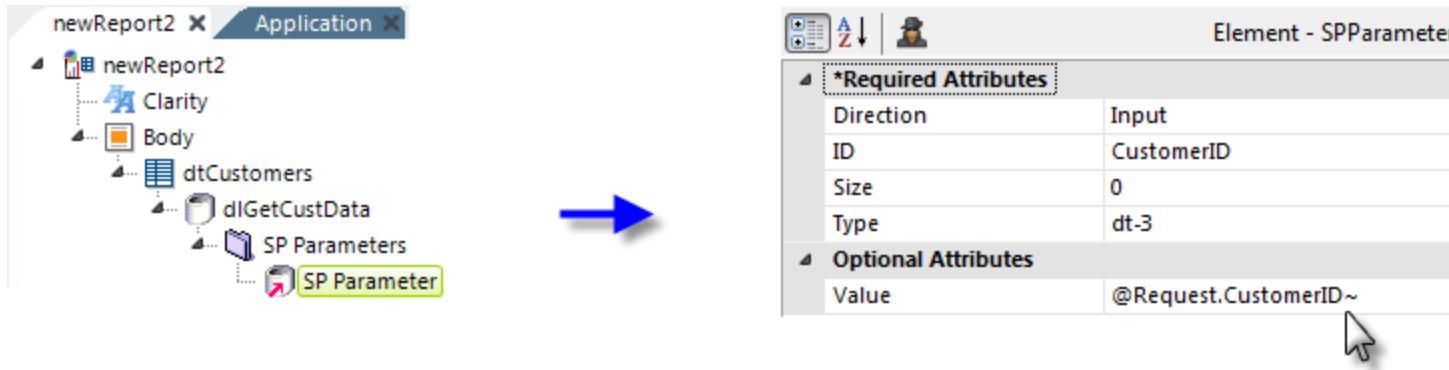 newReport2
Application
newReport2
Clarity
Body
dtCustomers
dlGetCustData
SP Parameters
SP Parameter
A
Z
Element - SPParameter
*Required Attributes
Direction Input
ID CustomerID
Size 0
Type dt-3
Optional Attributes
Value @Request.CustomerID~